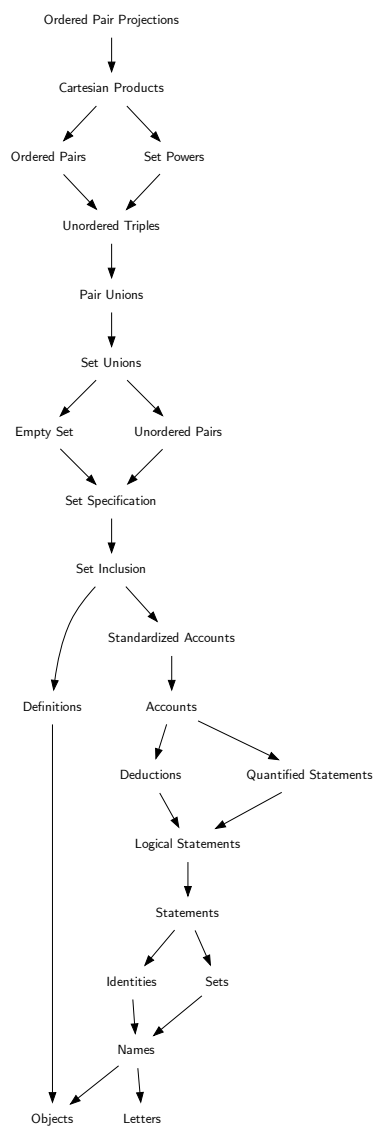 Ordered Pair Projections
Cartesian Products
Ordered Pairs
Set Powers
Unordered Triples
Pair Unions
Set Unions
Empty Set
Unordered Pairs
Set Specification
Set Inclusion
Standardized Accounts
Definitions
Accounts
Deductions
Quantified Statements
Logical Statements
Statements
Identities
Sets
Names
Objects
Letters